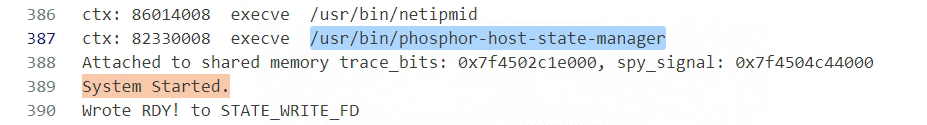 386 ctx: 86014008 execve /usr/bin/netipmid
387 ctx: 82330008 execve /usr/bin/phosphor-host-state-manager
388 Attached to shared memory trace_bits: 0x7f4502c1e000, spy_signal: 0x7f4504c44000
389 System Started.
390 Wrote RDY! to STATE_WRITE_FD